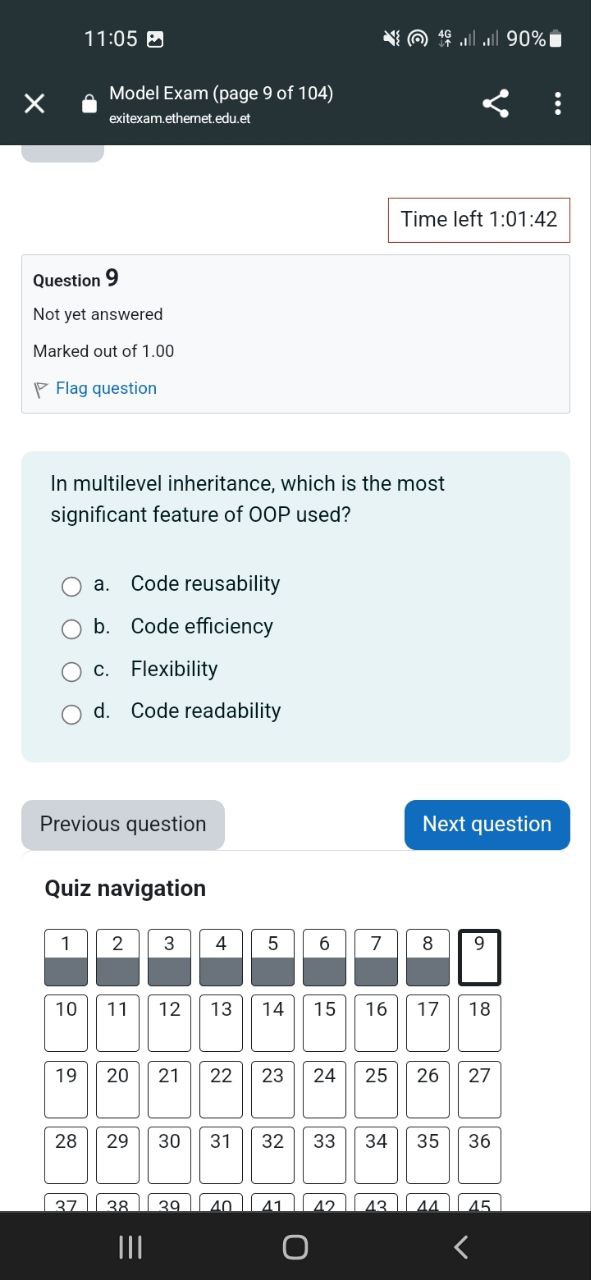 11:05
4G 90%
Model Exam (page 9 of 104)
exitexam.ethernet.edu.et
Time left 1:01:42
Question 9
Not yet answered
Marked out of 1.00
Flag question
In multilevel inheritance, which is the most
significant feature of OOP used?
a. Code reusability
b. Code efficiency
c. Flexibility
d. Code readability
Previous question
Next question
Quiz navigation
1 2 3 4 5 6 7 8 9
10 11 12 13 14 15 16 17 18
19 20 21 22 23 24 25 26 27
28 29 30 31 32 33 34 35 36
37 38 39 40 41 42 43 44 45